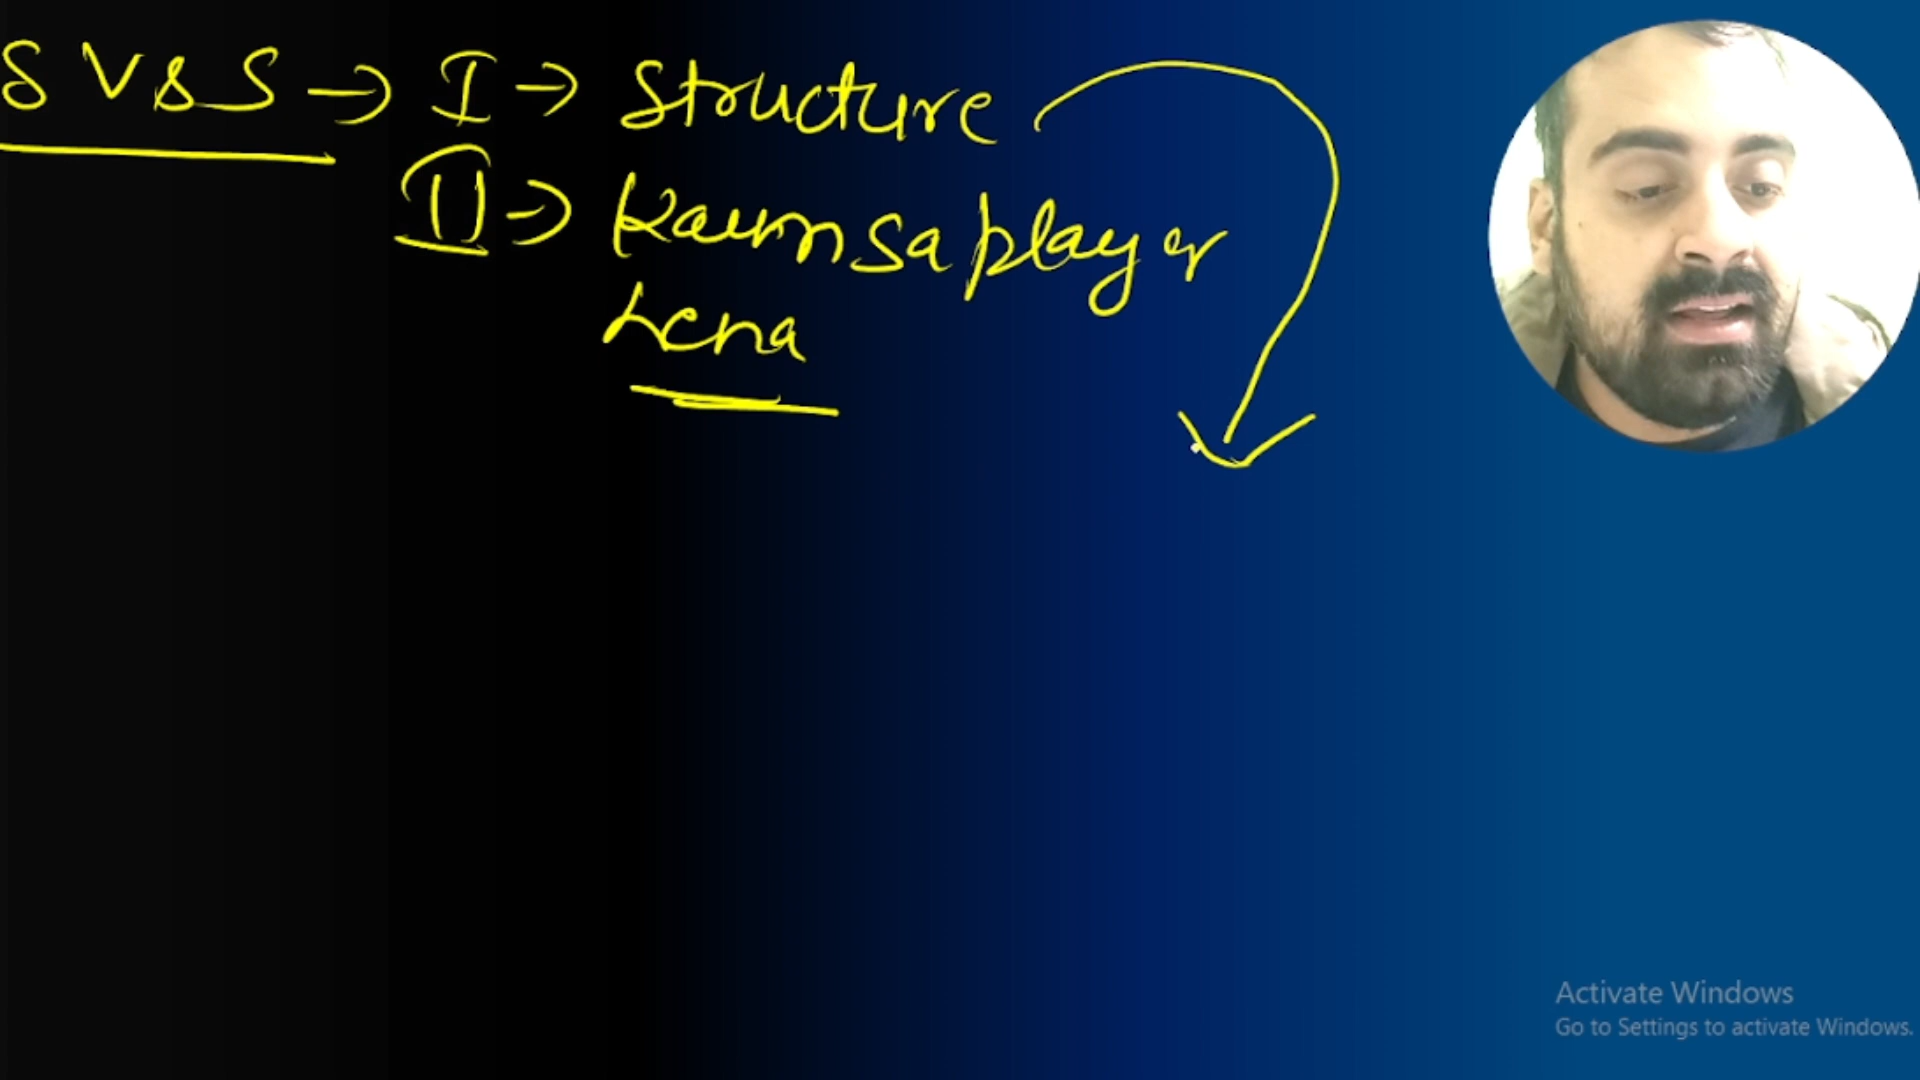 S V & S → I → Structure
II → Kaunsa player
Lena
Activate Windows
Go to Settings to activate Windows.